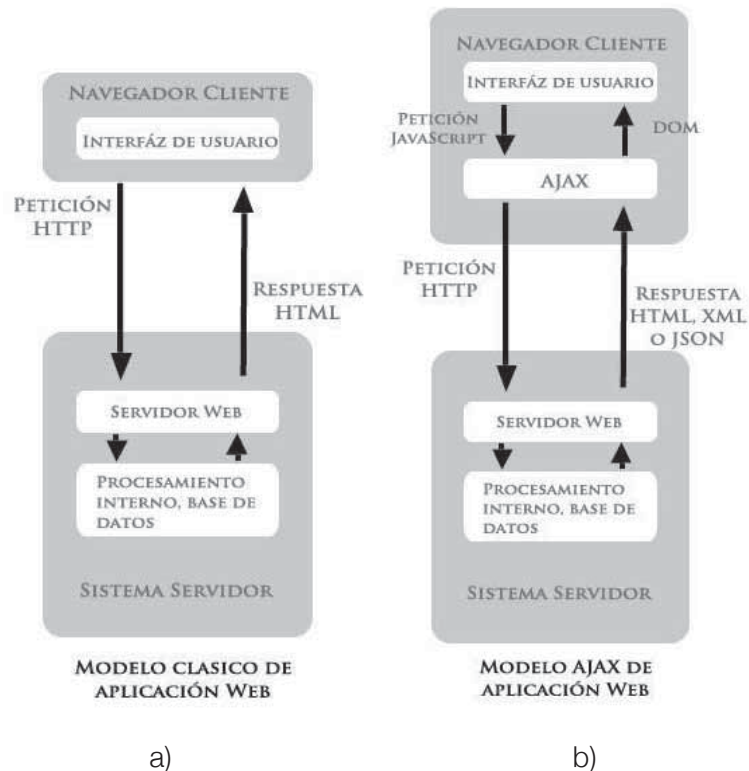 NAVEGADOR CLIENTE
INTERFÁZ DE USUARIO
PETICIÓN
HTTP
RESPUESTA
HTML
SERVIDOR WEB
PROCESAMIENTO
INTERNO, BASE DE
DATOS
SISTEMA SERVIDOR
MODELO CLASICO DE
APLICACIÓN WEB
a)
NAVEGADOR CLIENTE
INTERFÁZ DE USUARIO
PETICIÓN
JAVASCRIPT
DOM
AJAX
PETICIÓN
HTTP
RESPUESTA
HTML, XML
O JSON
SERVIDOR WEB
PROCESAMIENTO
INTERNO, BASE DE
DATOS
SISTEMA SERVIDOR
MODELO AJAX DE
APLICACIÓN WEB
b)